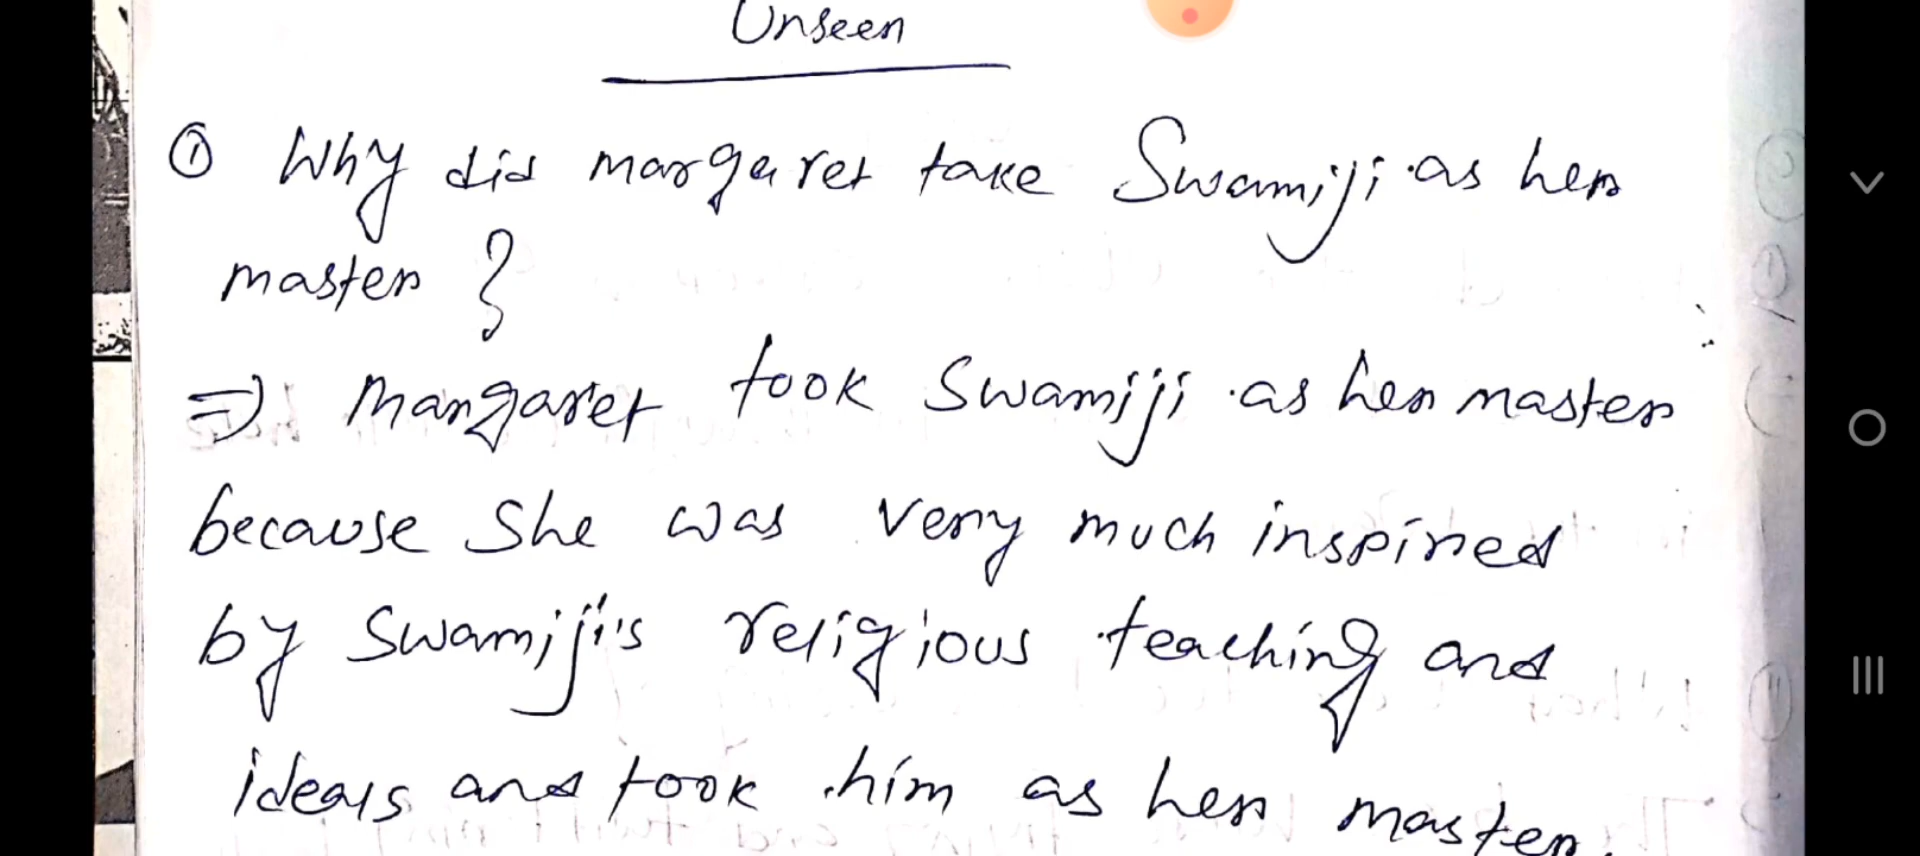 Unseen
① Why did margaret take Swamiji as her
master ?
⇒ Margaret took Swamiji as her master
because She was very much inspired
by Swamiji's religious teaching and
ideals and took him as her master.